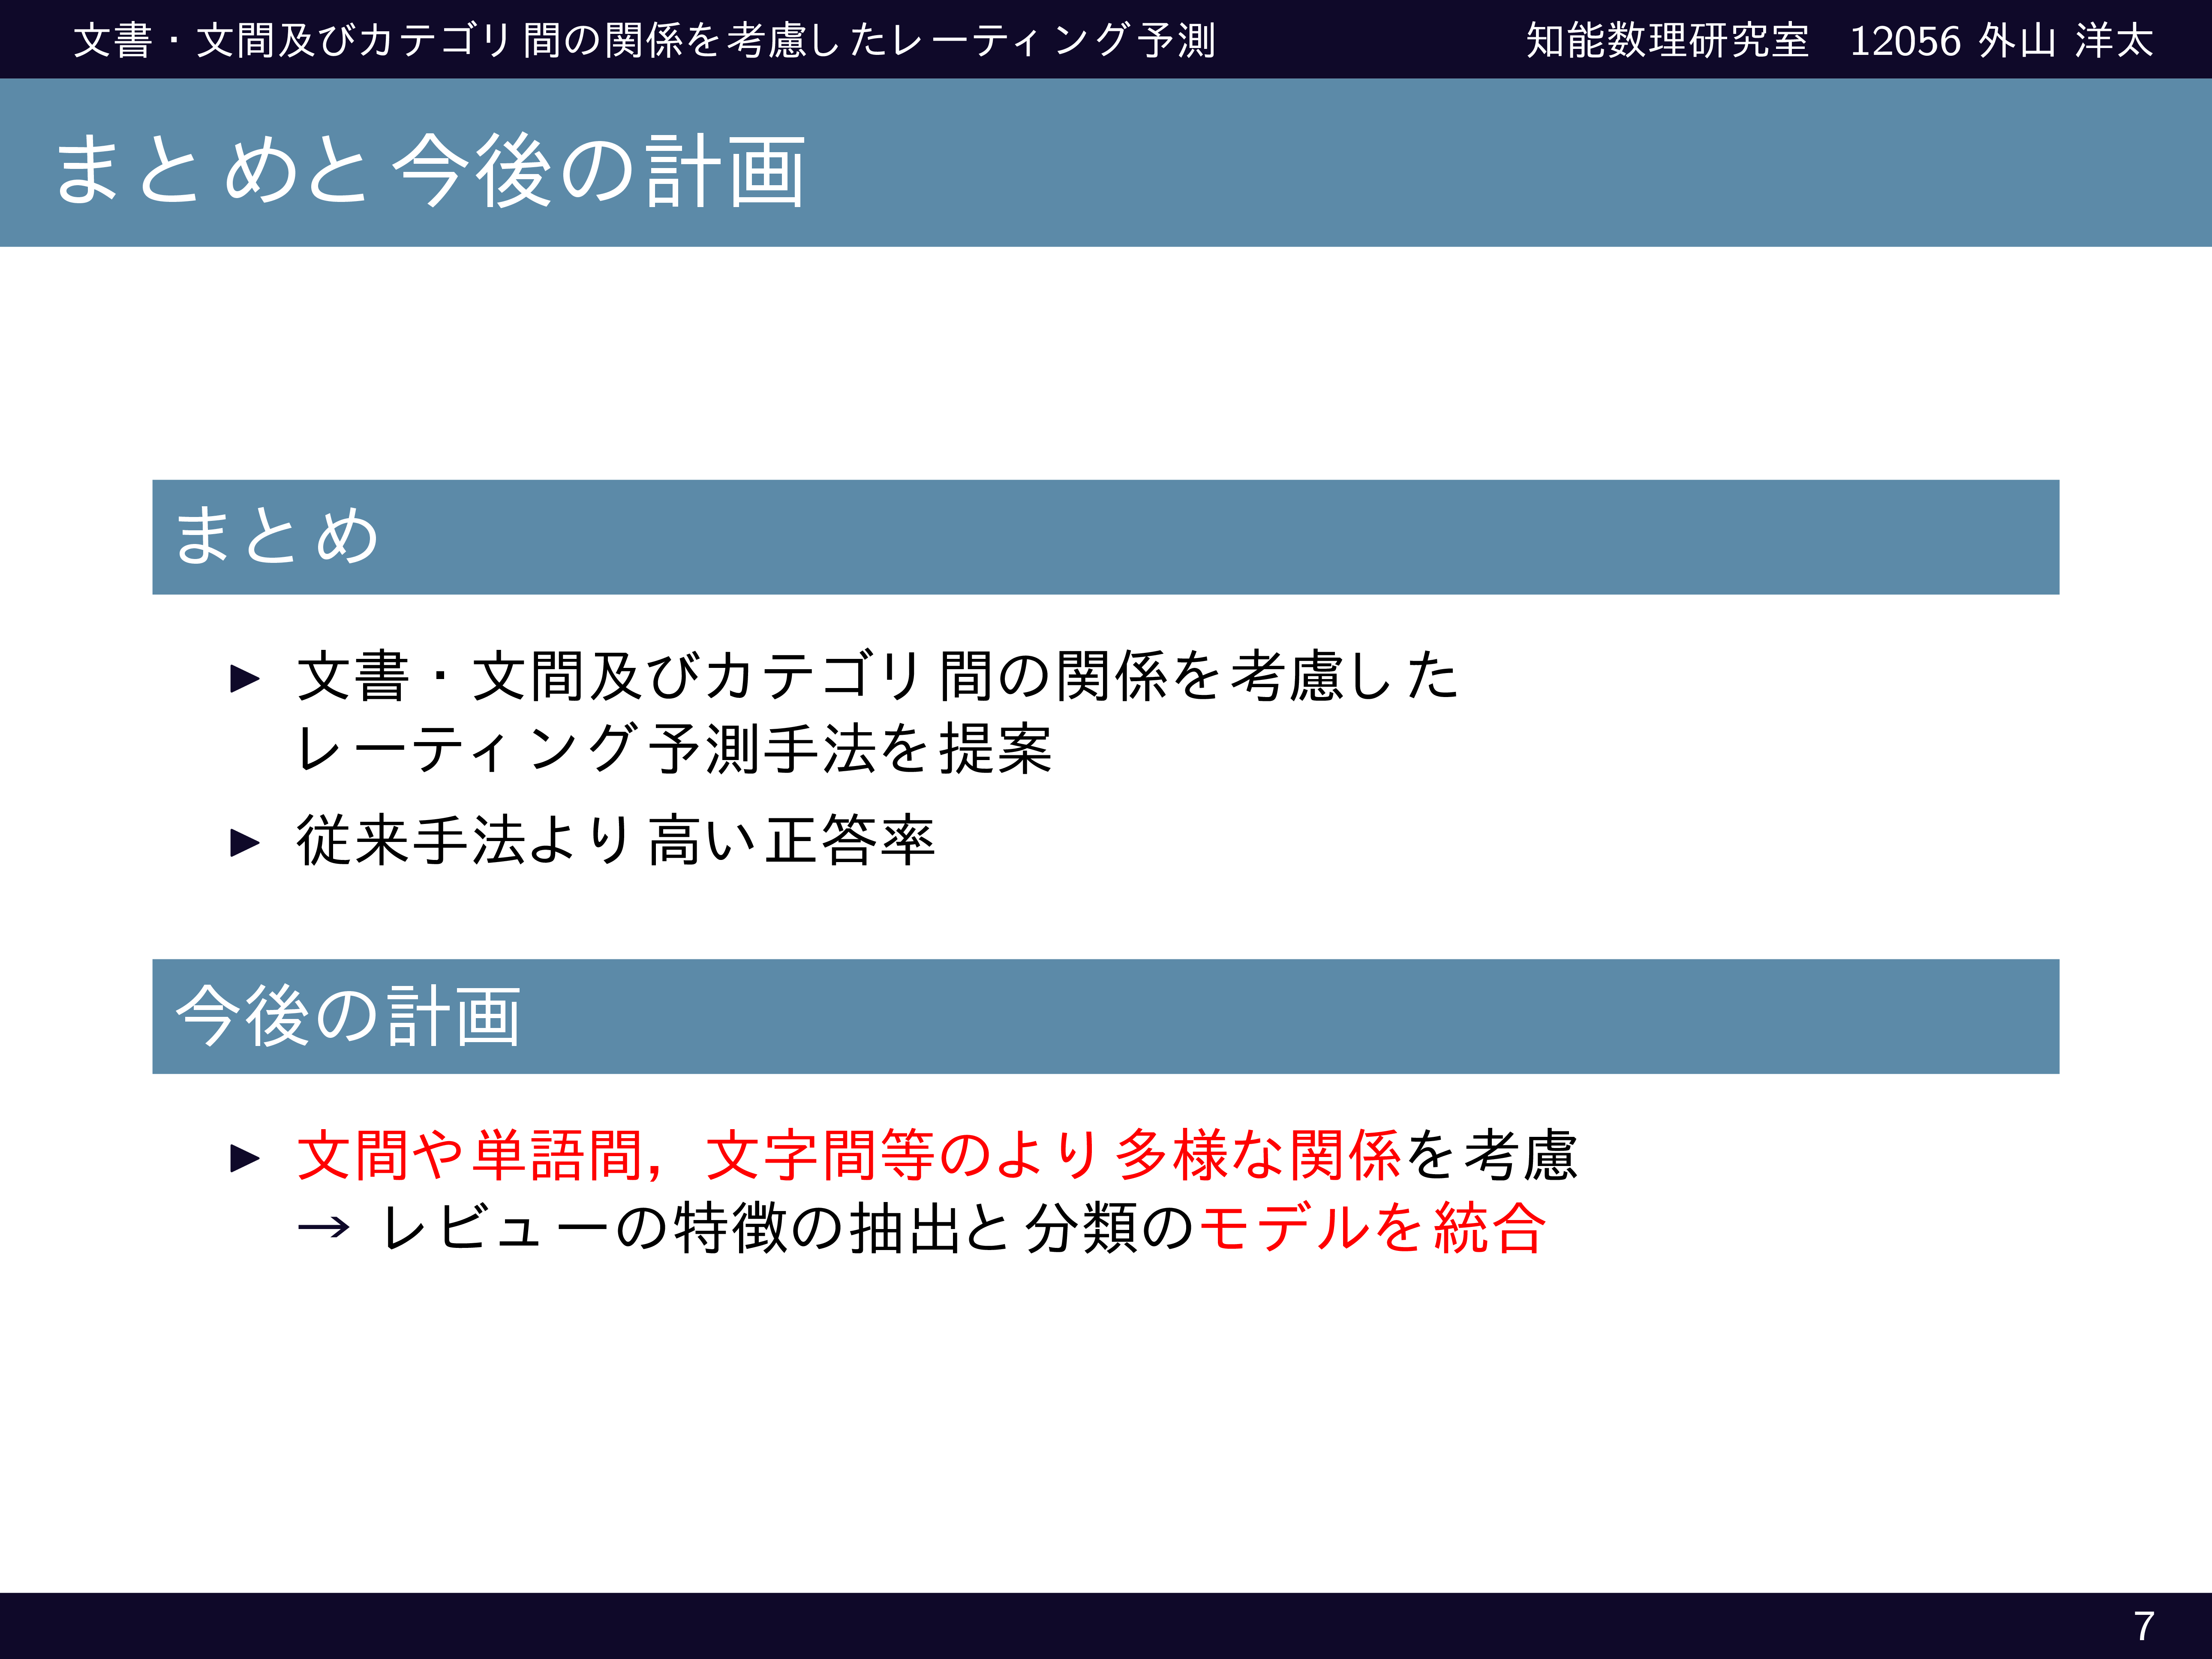 文書・文間及びカテゴリ間の関係を考慮したレーティング予測
知能数理研究室　12056 外山 洋太
まとめと今後の計画
まとめ
▶ 文書・文間及びカテゴリ間の関係を考慮した
レーティング予測手法を提案
▶ 従来手法より高い正答率
今後の計画
▶ 文間や単語間，文字間等のより多様な関係を考慮
→ レビューの特徴の抽出と分類のモデルを統合
7